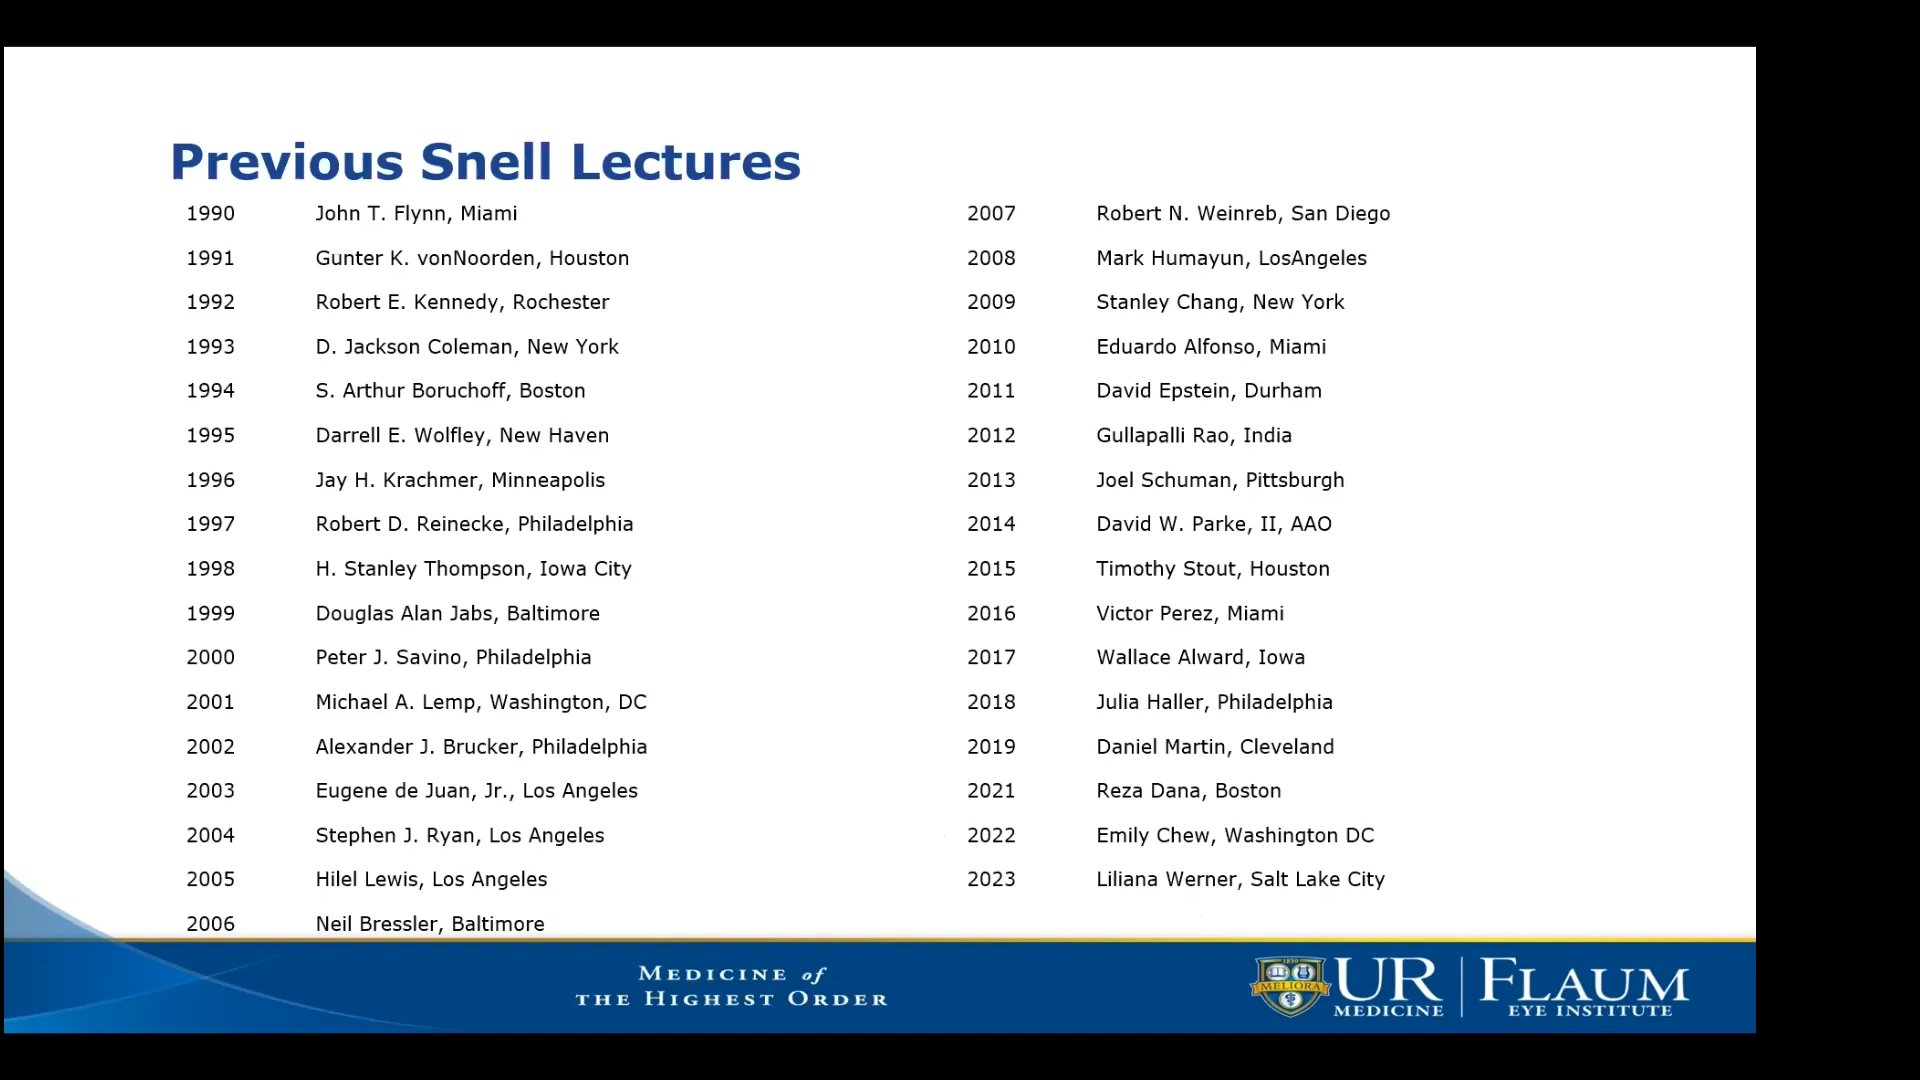 Previous Snell Lectures
1990 John T. Flynn, Miami
1991 Gunter K. vonNoorden, Houston
1992 Robert E. Kennedy, Rochester
1993 D. Jackson Coleman, New York
1994 S. Arthur Boruchoff, Boston
1995 Darrell E. Wolfley, New Haven
1996 Jay H. Krachmer, Minneapolis
1997 Robert D. Reinecke, Philadelphia
1998 H. Stanley Thompson, Iowa City
1999 Douglas Alan Jabs, Baltimore
2000 Peter J. Savino, Philadelphia
2001 Michael A. Lemp, Washington, DC
2002 Alexander J. Brucker, Philadelphia
2003 Eugene de Juan, Jr., Los Angeles
2004 Stephen J. Ryan, Los Angeles
2005 Hilel Lewis, Los Angeles
2006 Neil Bressler, Baltimore
2007 Robert N. Weinreb, San Diego
2008 Mark Humayun, LosAngeles
2009 Stanley Chang, New York
2010 Eduardo Alfonso, Miami
2011 David Epstein, Durham
2012 Gullapalli Rao, India
2013 Joel Schuman, Pittsburgh
2014 David W. Parke, II, AAO
2015 Timothy Stout, Houston
2016 Victor Perez, Miami
2017 Wallace Alward, Iowa
2018 Julia Haller, Philadelphia
2019 Daniel Martin, Cleveland
2021 Reza Dana, Boston
2022 Emily Chew, Washington DC
2023 Liliana Werner, Salt Lake City
MEDICINE of
THE HIGHEST ORDER
1850
MELIORA
UR
MEDICINE
FLAUM
EYE INSTITUTE